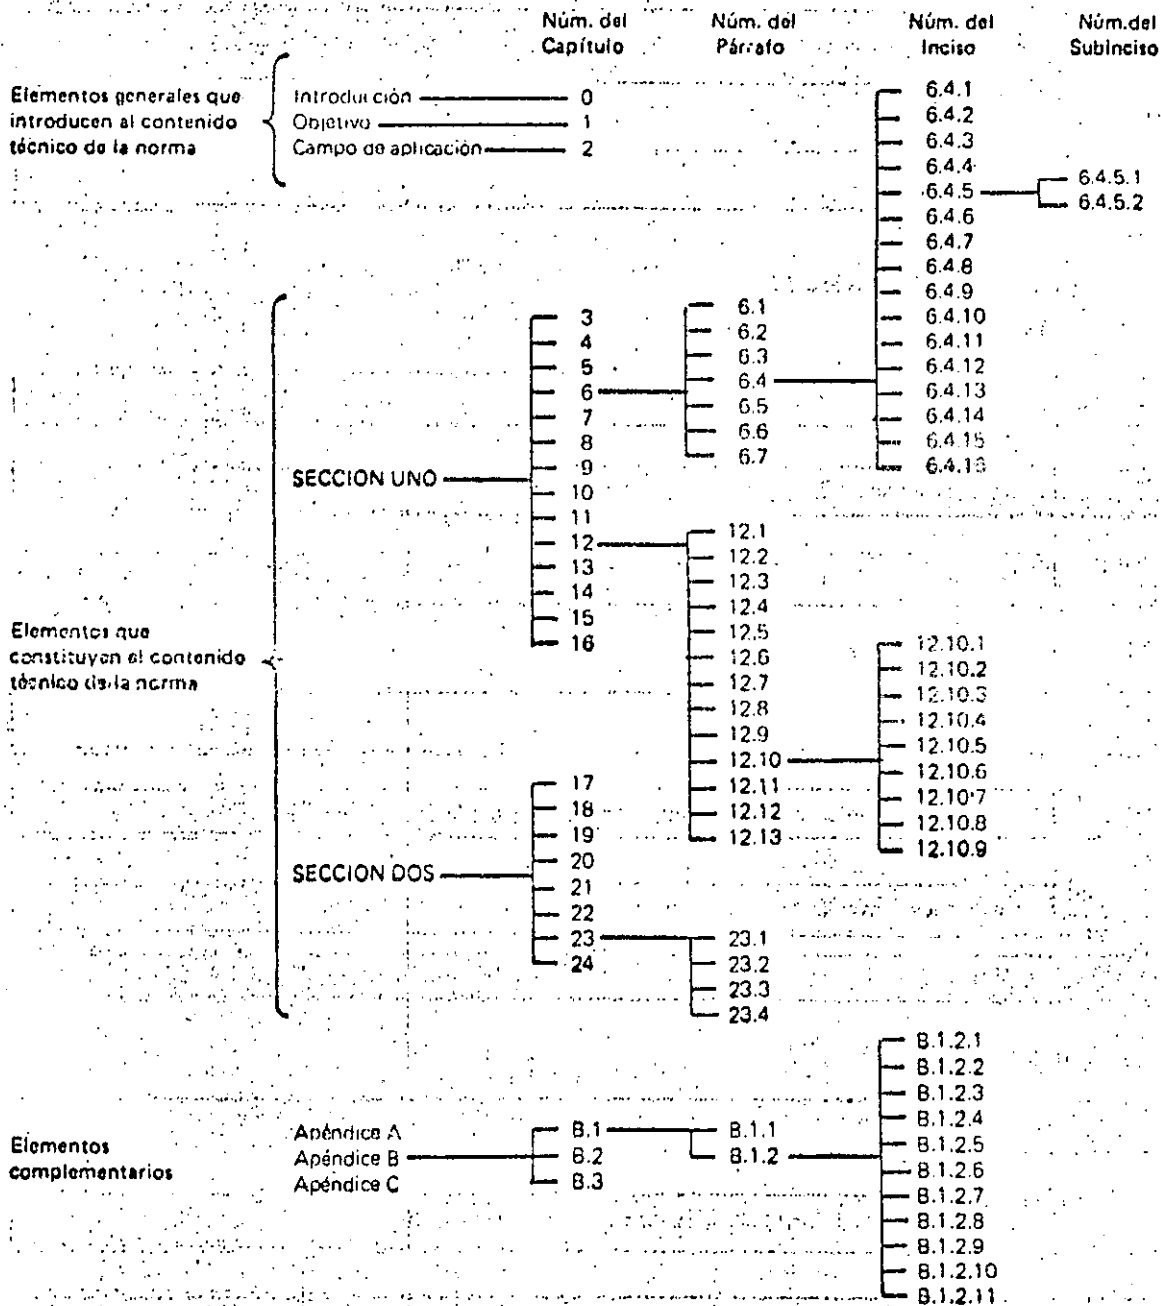 Núm. del Capítulo
Núm. del Párrafo
Núm. del Inciso
Núm.del Subinciso
Elementos generales que
introducen al contenido
técnico de la norma
Introducción 0
Objetivo 1
Campo de aplicación 2
6.4.1
6.4.2
6.4.3
6.4.4
6.4.5
6.4.6
6.4.7
6.4.8
6.4.9
6.4.10
6.4.11
6.4.12
6.4.13
6.4.14
6.4.15
6.4.16
6.4.5.1
6.4.5.2
Elementos que
constituyen el contenido
técnico de la norma
SECCION UNO
3
4
5
6
7
8
9
10
11
12
13
14
15
16
6.1
6.2
6.3
6.4
6.5
6.6
6.7
12.1
12.2
12.3
12.4
12.5
12.6
12.7
12.8
12.9
12.10
12.11
12.12
12.13
12.10.1
12.10.2
12.10.3
12.10.4
12.10.5
12.10.6
12.10.7
12.10.8
12.10.9
SECCION DOS
17
18
19
20
21
22
23
24
23.1
23.2
23.3
23.4
Elementos
complementarios
Apéndice A
Apéndice B
Apéndice C
B.1
B.2
B.3
B.1.1
B.1.2
B.1.2.1
B.1.2.2
B.1.2.3
B.1.2.4
B.1.2.5
B.1.2.6
B.1.2.7
B.1.2.8
B.1.2.9
B.1.2.10
B.1.2.11